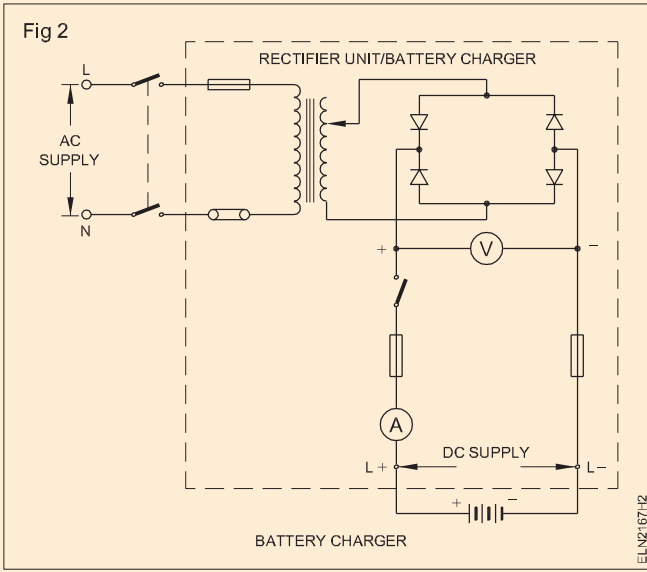 Fig 2
RECTIFIER UNIT/BATTERY CHARGER
L
AC
SUPPLY
N
+
V
−
A
DC SUPPLY
L +
L −
+
−
BATTERY CHARGER
ELN2167H2